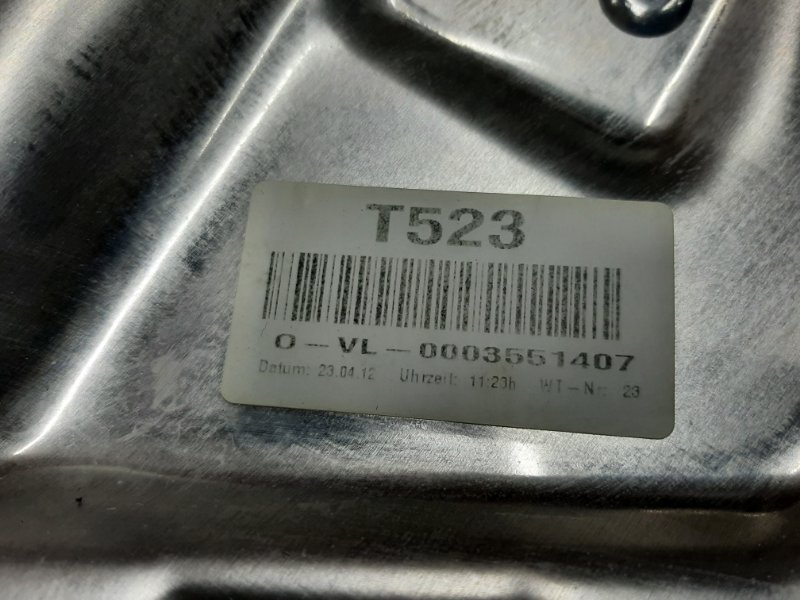 T523
O-VL-0003551407
Datum: 23.04.12 Uhrzeit: 11:23h WT-Nr: 23